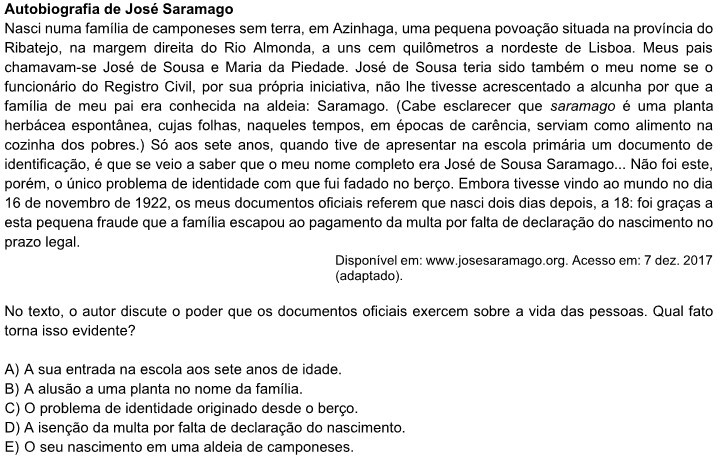 Autobiografia de José Saramago
Nasci numa família de camponeses sem terra, em Azinhaga, uma pequena povoação situada na província do
Ribatejo, na margem direita do Rio Almonda, a uns cem quilômetros a nordeste de Lisboa. Meus pais
chamavam-se José de Sousa e Maria da Piedade. José de Sousa teria sido também o meu nome se o
funcionário do Registro Civil, por sua própria iniciativa, não lhe tivesse acrescentado a alcunha por que a
família de meu pai era conhecida na aldeia: Saramago. (Cabe esclarecer que saramago é uma planta
herbácea espontânea, cujas folhas, naqueles tempos, em épocas de carência, serviam como alimento na
cozinha dos pobres.) Só aos sete anos, quando tive de apresentar na escola primária um documento de
identificação, é que se veio a saber que o meu nome completo era José de Sousa Saramago... Não foi este,
porém, o único problema de identidade com que fui fadado no berço. Embora tivesse vindo ao mundo no dia
16 de novembro de 1922, os meus documentos oficiais referem que nasci dois dias depois, a 18: foi graças a
esta pequena fraude que a família escapou ao pagamento da multa por falta de declaração do nascimento no
prazo legal.
Disponível em: www.josesaramago.org. Acesso em: 7 dez. 2017
(adaptado).
No texto, o autor discute o poder que os documentos oficiais exercem sobre a vida das pessoas. Qual fato
torna isso evidente?
A) A sua entrada na escola aos sete anos de idade.
B) A alusão a uma planta no nome da família.
C) O problema de identidade originado desde o berço.
D) A isenção da multa por falta de declaração do nascimento.
E) O seu nascimento em uma aldeia de camponeses.